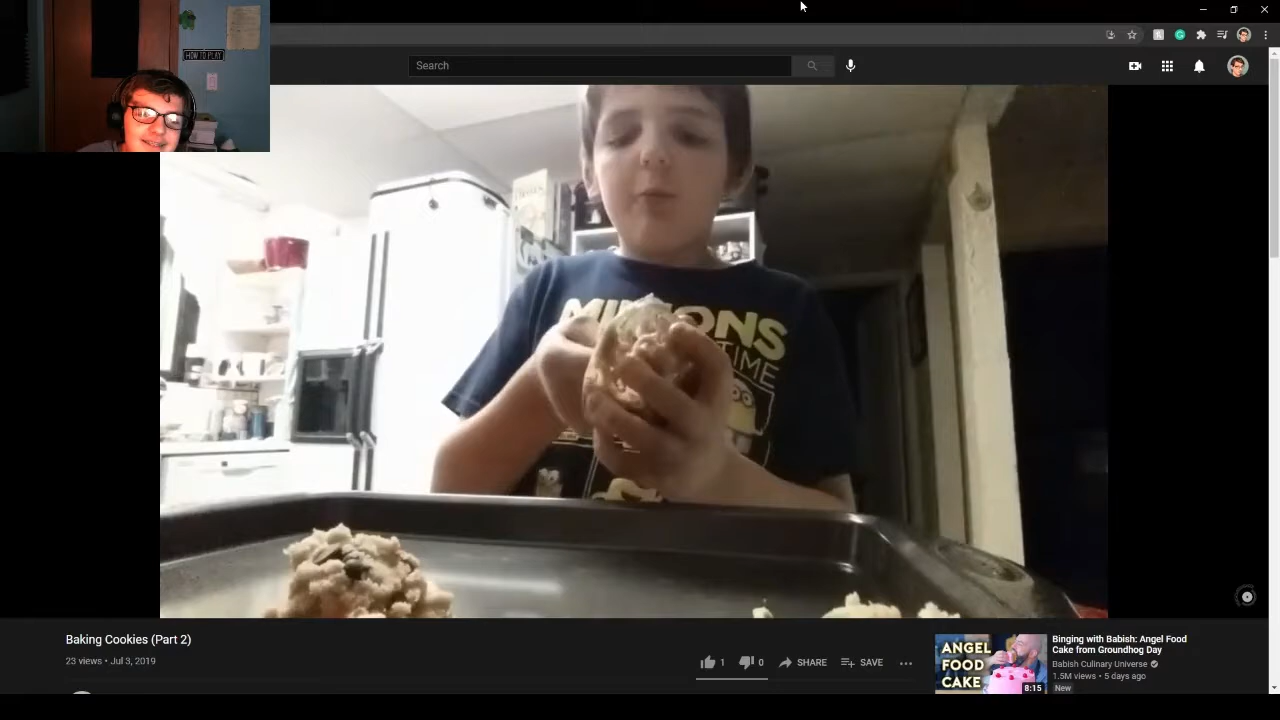 HOW TO PLAY
Search
MINIONS
TIME
Baking Cookies (Part 2)
23 views • Jul 3, 2019
1
0
SHARE
SAVE
ANGEL
FOOD
CAKE
8:15
Binging with Babish: Angel
Food Cake from Groundhog Day
Babish Culinary Universe
1.5M views • 5 days ago
New